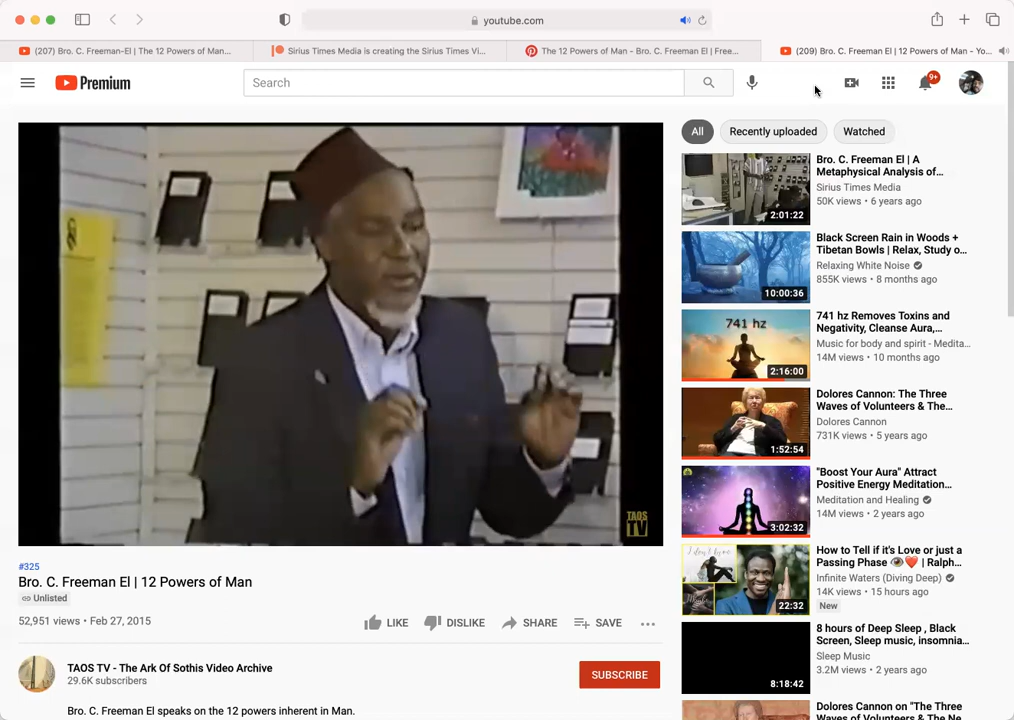 youtube.com
(207) Bro. C. Freeman-El | The 12 Powers of Man...
Sirius Times Media is creating the Sirius Times Vi...
The 12 Powers of Man - Bro. C. Freeman El | Free...
(209) Bro. C. Freeman El | 12 Powers of Man - Yo...
Premium
Search
9+
All
Recently uploaded
Watched
Bro. C. Freeman El | A
Metaphysical Analysis of...
Sirius Times Media
50K views • 6 years ago
2:01:22
Black Screen Rain in Woods +
Tibetan Bowls | Relax, Study o...
Relaxing White Noise
855K views • 8 months ago
10:00:36
741 hz
741 hz Removes Toxins and
Negativity, Cleanse Aura,...
Music for body and spirit - Medita...
14M views • 10 months ago
2:16:00
Dolores Cannon: The Three
Waves of Volunteers & The...
Dolores Cannon
731K views • 5 years ago
1:52:54
"Boost Your Aura" Attract
Positive Energy Meditation...
Meditation and Healing
14M views • 2 years ago
3:02:32
How to Tell if it's Love or just a
Passing Phase 👁️❤️ | Ralph...
Infinite Waters (Diving Deep)
14K views • 15 hours ago
New
22:32
8 hours of Deep Sleep , Black
Screen, Sleep music, insomnia...
Sleep Music
3.2M views • 2 years ago
8:18:42
Dolores Cannon on "The Three
Waves of Volunteers & The Ne
TAOS
TV
#325
Bro. C. Freeman El | 12 Powers of Man
Unlisted
52,951 views • Feb 27, 2015
LIKE
DISLIKE
SHARE
SAVE
TAOS TV - The Ark Of Sothis Video Archive
29.6K subscribers
SUBSCRIBE
Bro. C. Freeman El speaks on the 12 powers inherent in Man.